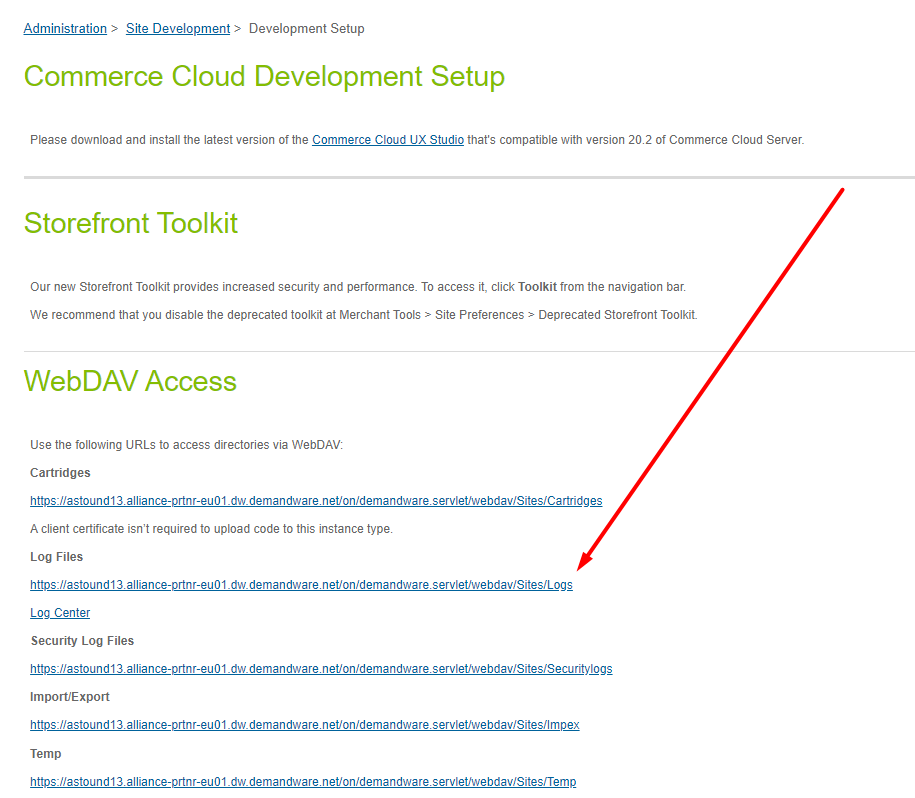 Administration > Site Development > Development Setup
Commerce Cloud Development Setup
Please download and install the latest version of the Commerce Cloud UX Studio that's compatible with version 20.2 of Commerce Cloud Server.
Storefront Toolkit
Our new Storefront Toolkit provides increased security and performance. To access it, click Toolkit from the navigation bar.
We recommend that you disable the deprecated toolkit at Merchant Tools > Site Preferences > Deprecated Storefront Toolkit.
WebDAV Access
Use the following URLs to access directories via WebDAV:
Cartridges
https://astound13.alliance-prtnr-eu01.dw.demandware.net/on/demandware.servlet/webdav/Sites/Cartridges
A client certificate isn't required to upload code to this instance type.
Log Files
https://astound13.alliance-prtnr-eu01.dw.demandware.net/on/demandware.servlet/webdav/Sites/Logs
Log Center
Security Log Files
https://astound13.alliance-prtnr-eu01.dw.demandware.net/on/demandware.servlet/webdav/Sites/Securitylogs
Import/Export
https://astound13.alliance-prtnr-eu01.dw.demandware.net/on/demandware.servlet/webdav/Sites/Impex
Temp
https://astound13.alliance-prtnr-eu01.dw.demandware.net/on/demandware.servlet/webdav/Sites/Temp